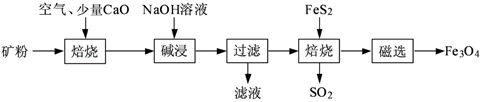 空气、少量CaO NaOH溶液 FeS₂
矿粉 焙烧 碱浸 过滤 焙烧 磁选 Fe₃O₄
滤液 SO₂